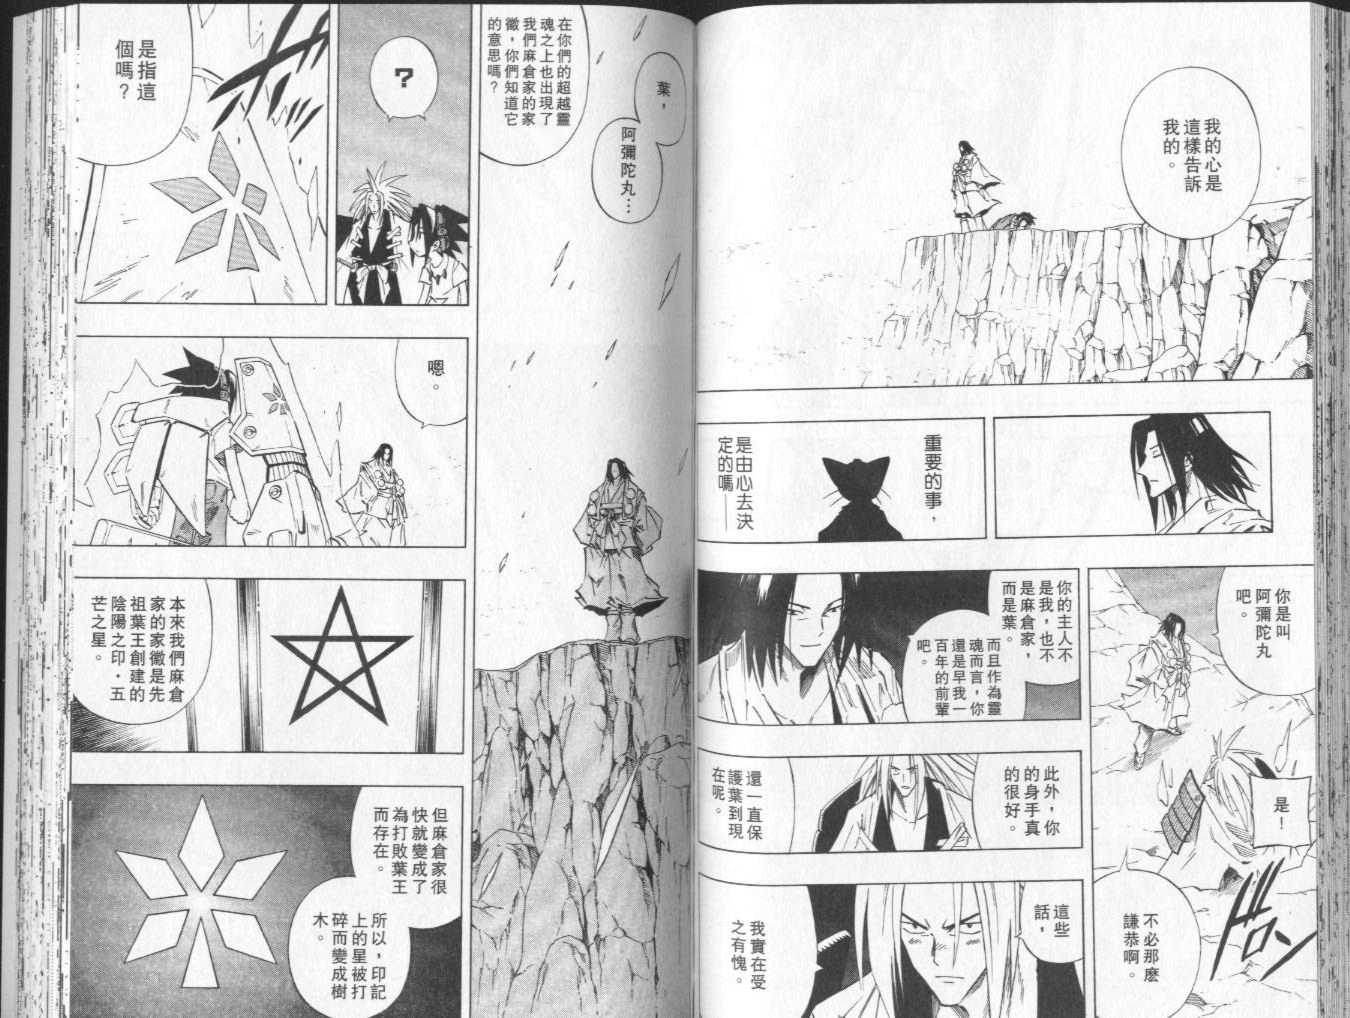 我的心是
這樣告訴
我的。
重要的事，
是由心去決
定的嗎——
你是叫
阿彌陀丸
吧。
是！
不必那麼
謙恭啊。
你的主人不
是我，也不
是麻倉家，
而是葉。
而且作為靈
魂而言，你
還是早我一
百年的前輩
吧。
此外，你
的身手真
的很好。
還一直保
護葉到現
在呢。
這些
話，
我實在受
之有愧。
葉，
阿彌陀丸…
在你們的超越靈
魂之上也出現了
我們麻倉家的家
徽，你們知道它
的意思嗎？
？
是指這
個嗎？
嗯。
本來我們麻倉
家的家徽是先
祖葉王創建的
陰陽之印・五
芒之星。
但麻倉家很
快就變成了
為打敗葉王
而存在。
所以，印記
上的星被打
碎而變成樹
木。